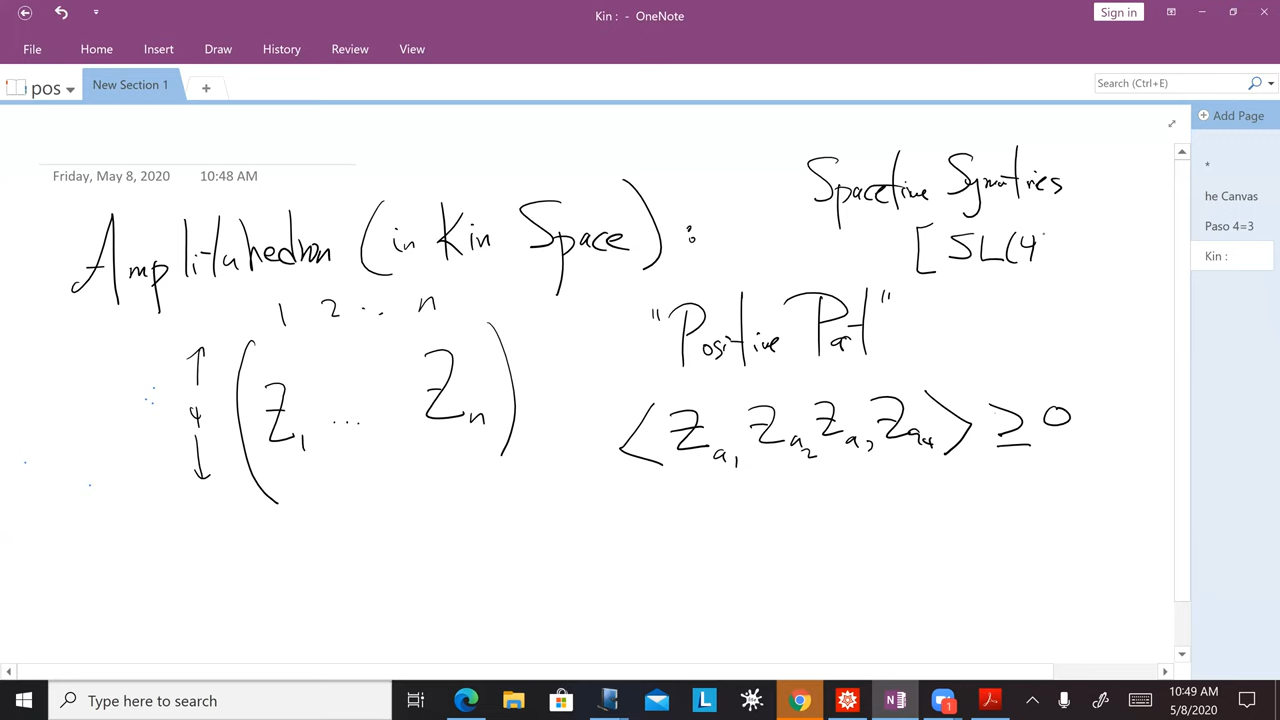 Kin : - OneNote
Sign in
File Home Insert Draw History Review View
pos New Section 1 +
Search (Ctrl+E)
Add Page
*
he Canvas
Paso 4=3
Kin :
Friday, May 8, 2020 10:48 AM
Spacetime Symmetries
[ SL(4
Amplituhedron (in Kin Space) :
1 2 ... n
"Positive Part"
4 ( Z₁ ... Zₙ )
⟨Zₐ₁ Zₐ₂ Zₐ₃ Zₐ₄⟩ ≥ 0
Type here to search
1
10:49 AM
5/8/2020